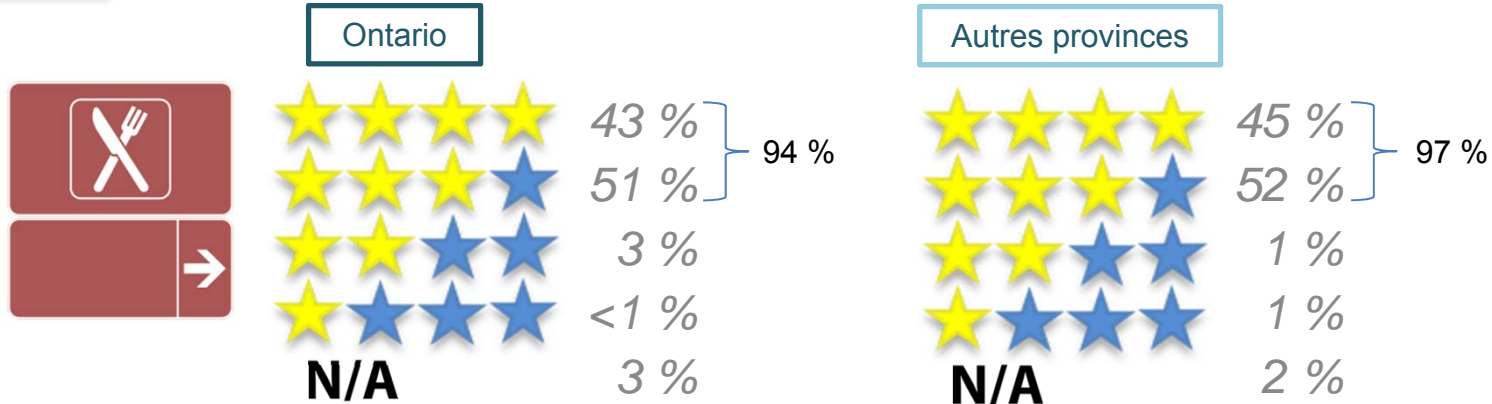 Ontario
43 %
51 %
94 %
3 %
<1 %
N/A 3 %
Autres provinces
45 %
52 %
97 %
1 %
1 %
N/A 2 %